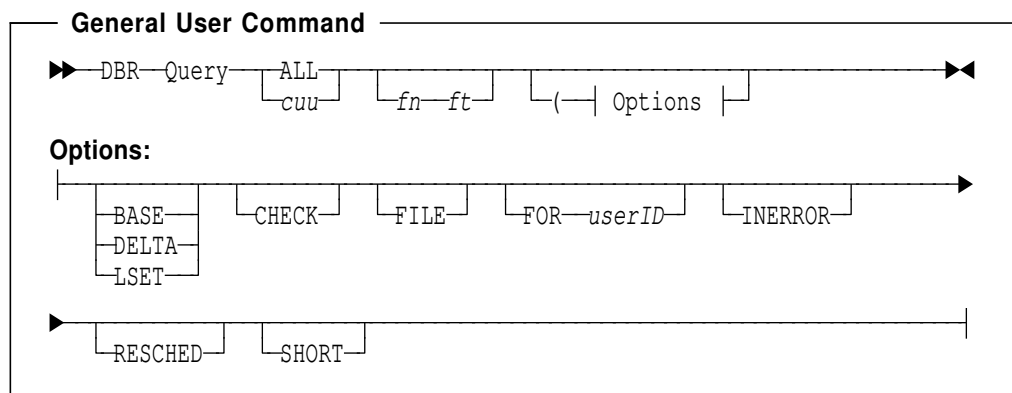 General User Command
DBR Query ALL
cuu fn ft ( Options
Options:
BASE CHECK FILE FOR userID INERROR
DELTA
LSET
RESCHED SHORT